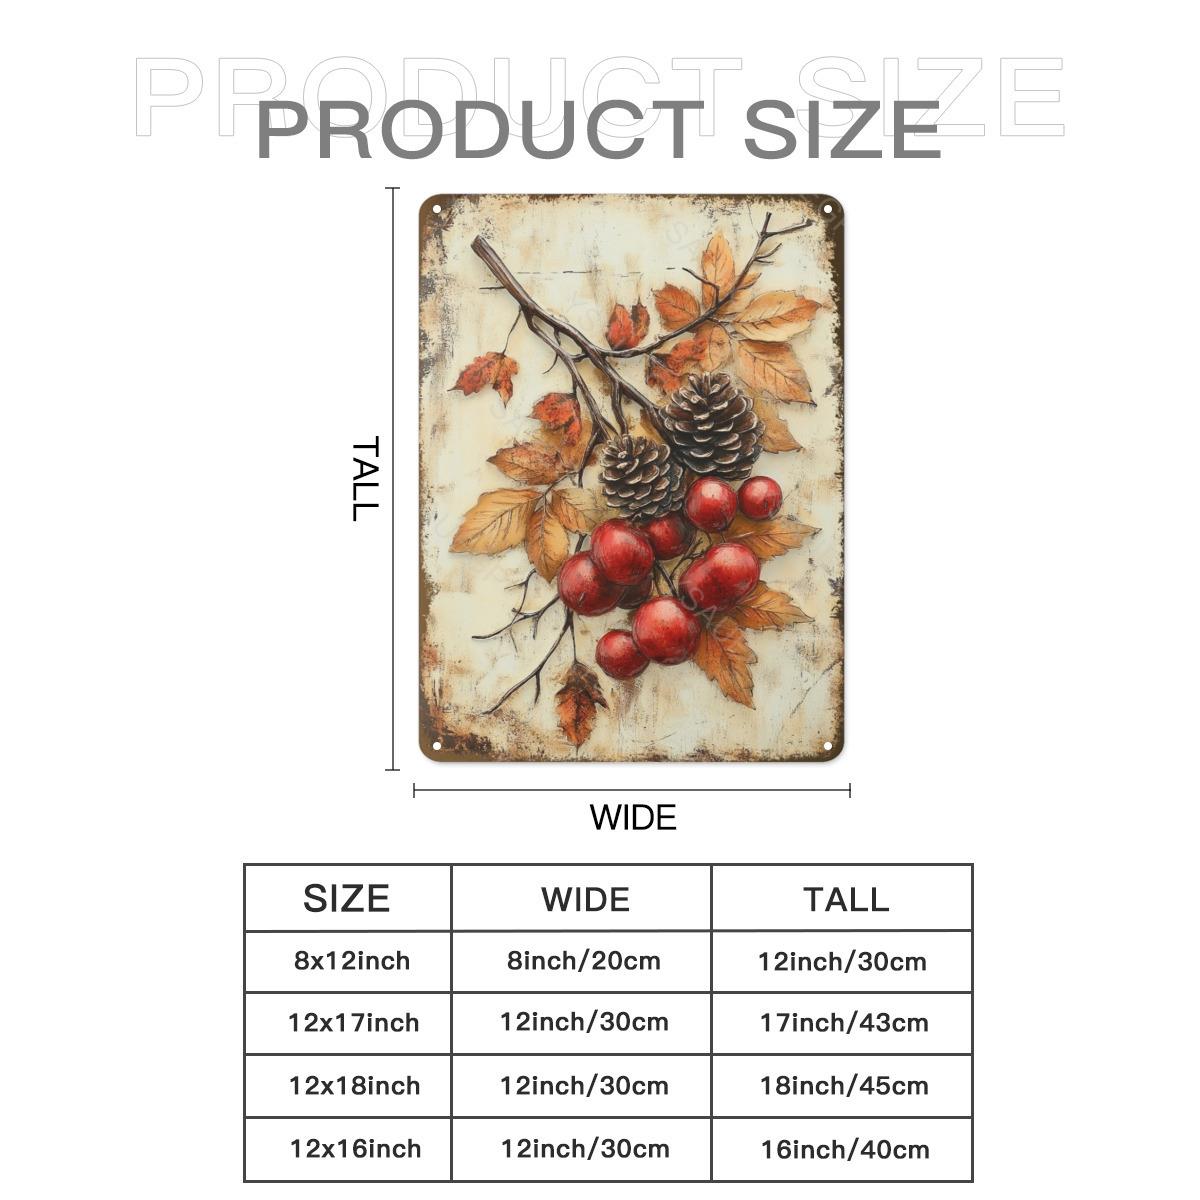 PRODUCT SIZE
PRODUCT SIZE
TALL
WIDE
SIZE WIDE TALL
8x12inch 8inch/20cm 12inch/30cm
12x17inch 12inch/30cm 17inch/43cm
12x18inch 12inch/30cm 18inch/45cm
12x16inch 12inch/30cm 16inch/40cm